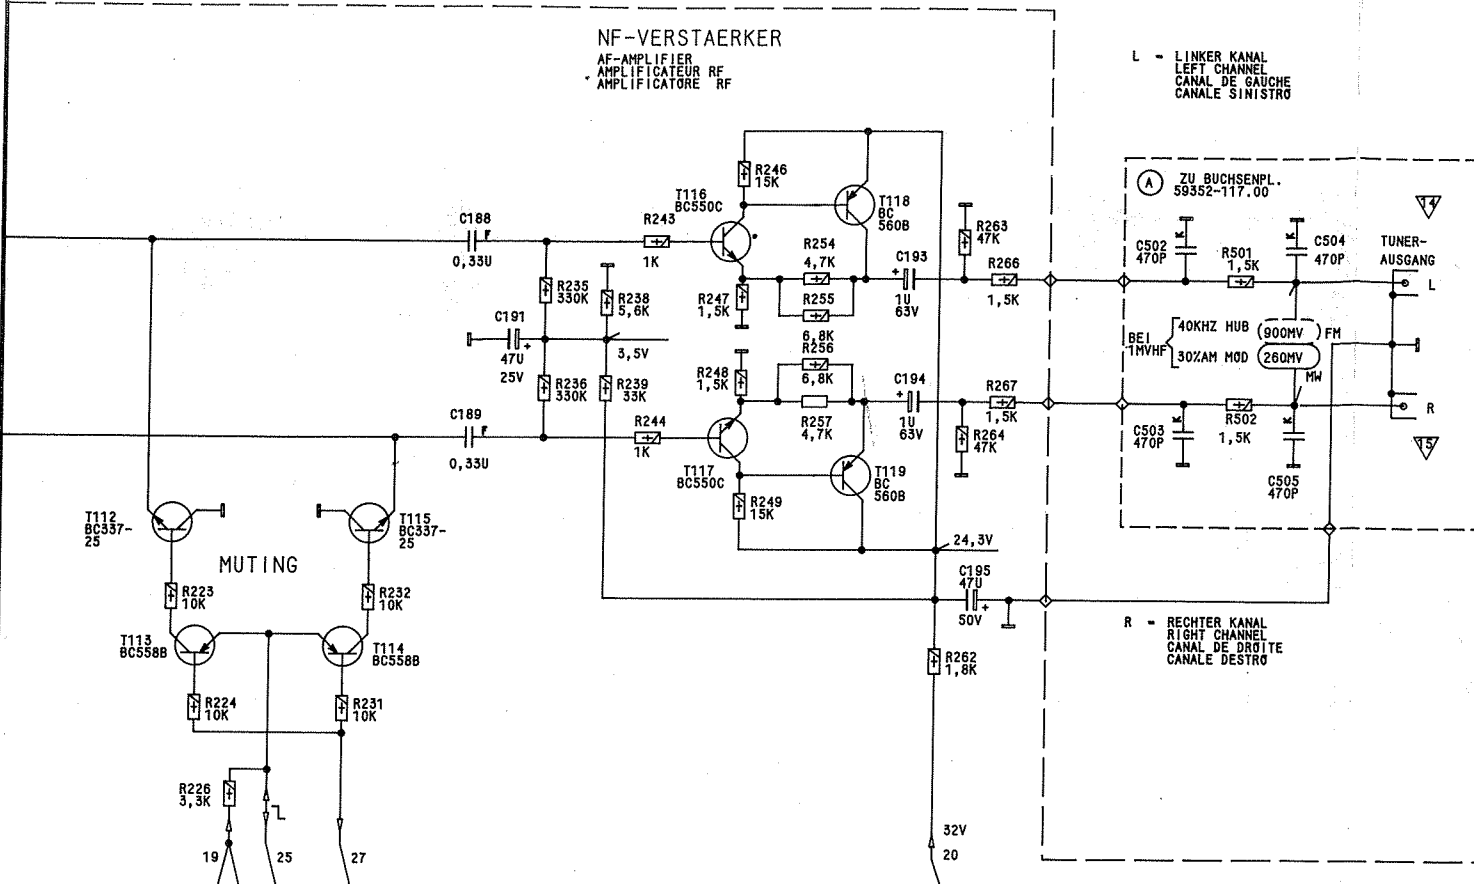 NF-VERSTAERKER
AF-AMPLIFIER
AMPLIFICATEUR RF
AMPLIFICATORE RF
L - LINKER KANAL
LEFT CHANNEL
CANAL DE GAUCHE
CANALE SINISTRO
A
ZU BUCHSENPL.
59352-117.00
14
R246
15K
T116
BC550C
T118
BC
560B
C188
F
0,33U
R243
1K
R254
4,7K
R255
6,8K
C193
+
1U
63V
R263
47K
R266
1,5K
C502
470P
K
R501
1,5K
K
C504
470P
TUNER-
AUSGANG
L
R235
330K
R238
5,6K
R247
1,5K
C191
+
47U
25V
3,5V
BEI
1MVHF
40KHZ HUB
900MV
FM
30%AM MOD
260MV
MW
R236
330K
R239
33K
R248
1,5K
R256
6,8K
R257
4,7K
C194
+
1U
63V
R267
1,5K
R264
47K
C503
470P
K
R502
1,5K
K
C505
470P
R
15
C189
F
0,33U
R244
1K
T117
BC550C
T119
BC
560B
R249
15K
T112
BC337-
25
T115
BC337-
25
MUTING
24,3V
C195
47U
+
50V
R223
10K
R232
10K
T113
BC558B
T114
BC558B
R - RECHTER KANAL
RIGHT CHANNEL
CANAL DE DROITE
CANALE DESTRO
R262
1,8K
R224
10K
R231
10K
R226
3,3K
19
25
27
32V
20